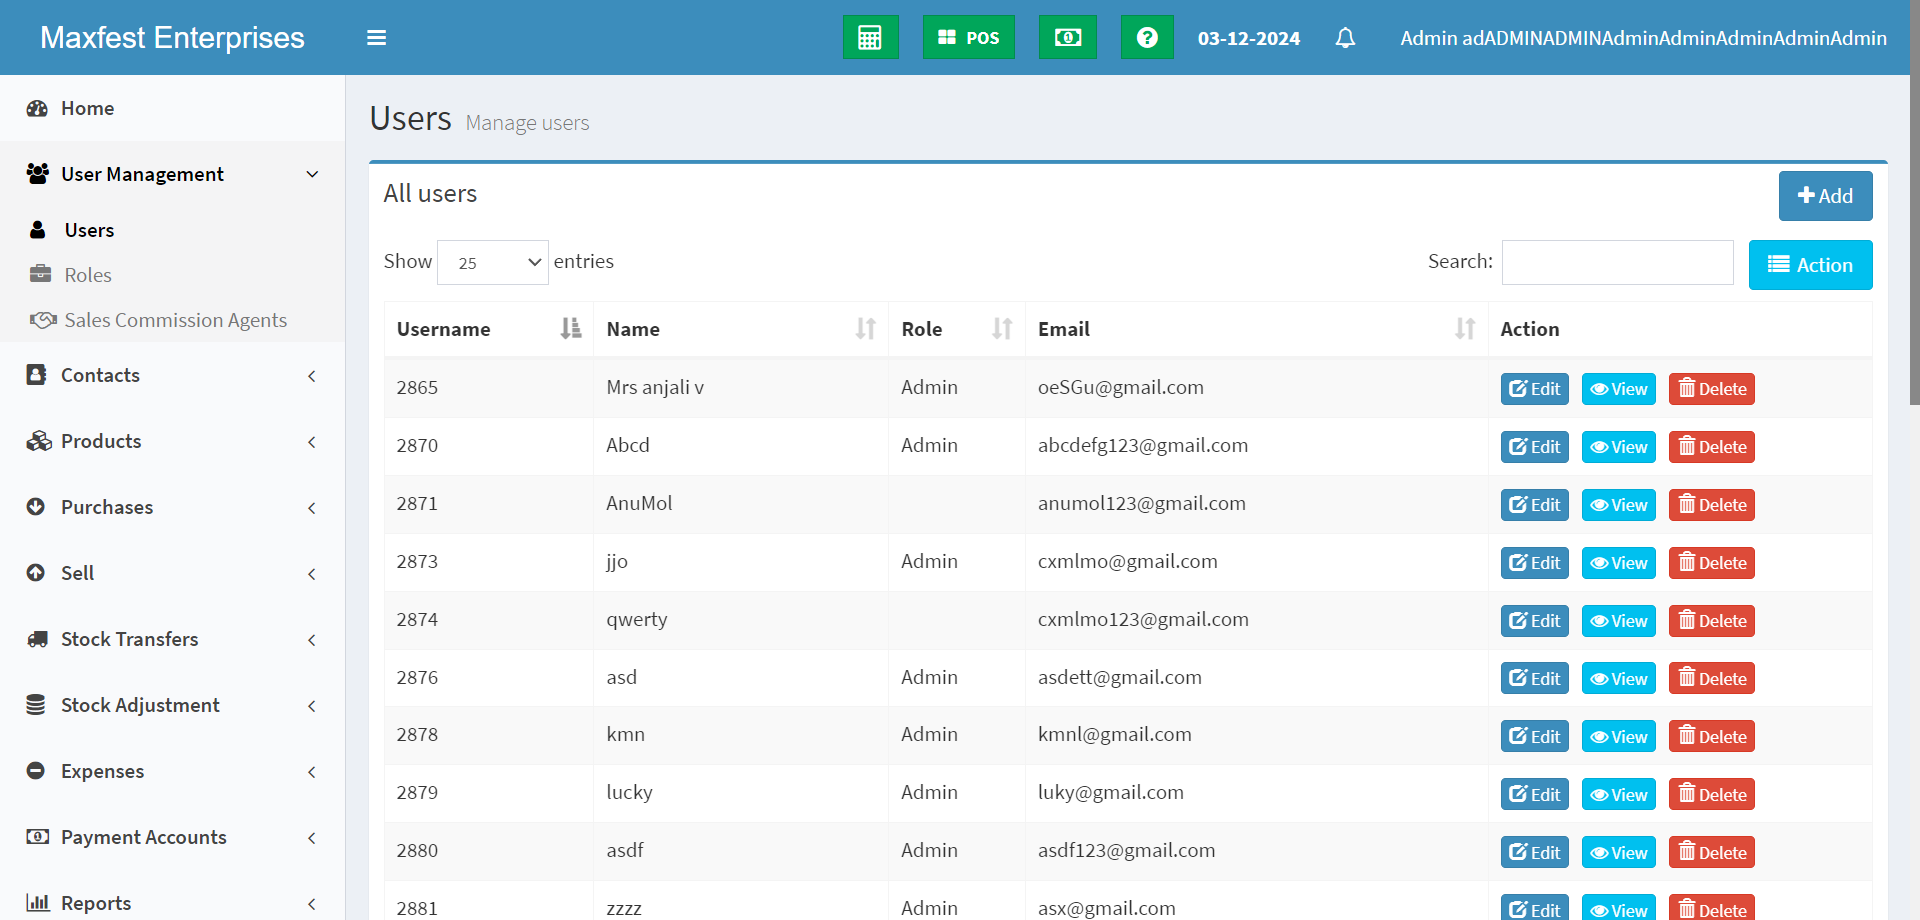 Maxfest Enterprises
POS
03-12-2024
Admin adADMINADMINAdminAdminAdminAdminAdmin
Home
User Management
Users
Roles
Sales Commission Agents
Contacts
Products
Purchases
Sell
Stock Transfers
Stock Adjustment
Expenses
Payment Accounts
Reports
Users Manage users
All users
Add
Show 25 entries
Search:
Action
Username Name Role Email Action
2865 Mrs anjali v Admin oeSGu@gmail.com Edit View Delete
2870 Abcd Admin abcdefg123@gmail.com Edit View Delete
2871 AnuMol anumol123@gmail.com Edit View Delete
2873 jjo Admin cxmlmo@gmail.com Edit View Delete
2874 qwerty cxmlmo123@gmail.com Edit View Delete
2876 asd Admin asdett@gmail.com Edit View Delete
2878 kmn Admin kmnl@gmail.com Edit View Delete
2879 lucky Admin luky@gmail.com Edit View Delete
2880 asdf Admin asdf123@gmail.com Edit View Delete
2881 zzzz Admin asx@gmail.com Edit View Delete